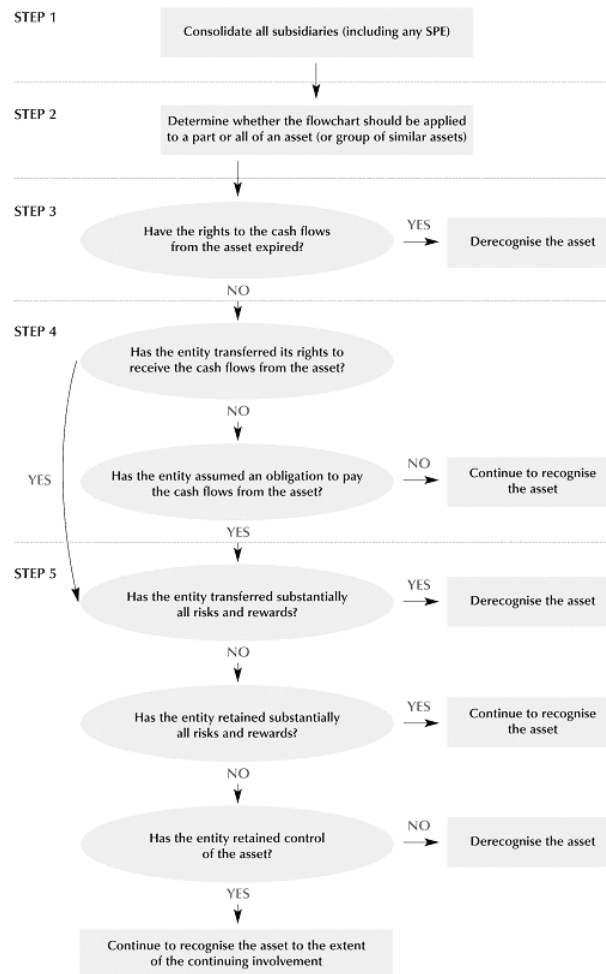 STEP 1
Consolidate all subsidiaries (including any SPE)
STEP 2
Determine whether the flowchart should be applied
to a part or all of an asset (or group of similar assets)
STEP 3
Have the rights to the cash flows
from the asset expired?
YES
Derecognise the asset
NO
STEP 4
Has the entity transferred its rights to
receive the cash flows from the asset?
NO
YES
Has the entity assumed an obligation to pay
the cash flows from the asset?
NO
Continue to recognise
the asset
YES
STEP 5
Has the entity transferred substantially
all risks and rewards?
YES
Derecognise the asset
NO
Has the entity retained substantially
all risks and rewards?
YES
Continue to recognise
the asset
NO
Has the entity retained control
of the asset?
NO
Derecognise the asset
YES
Continue to recognise the asset to the extent
of the continuing involvement